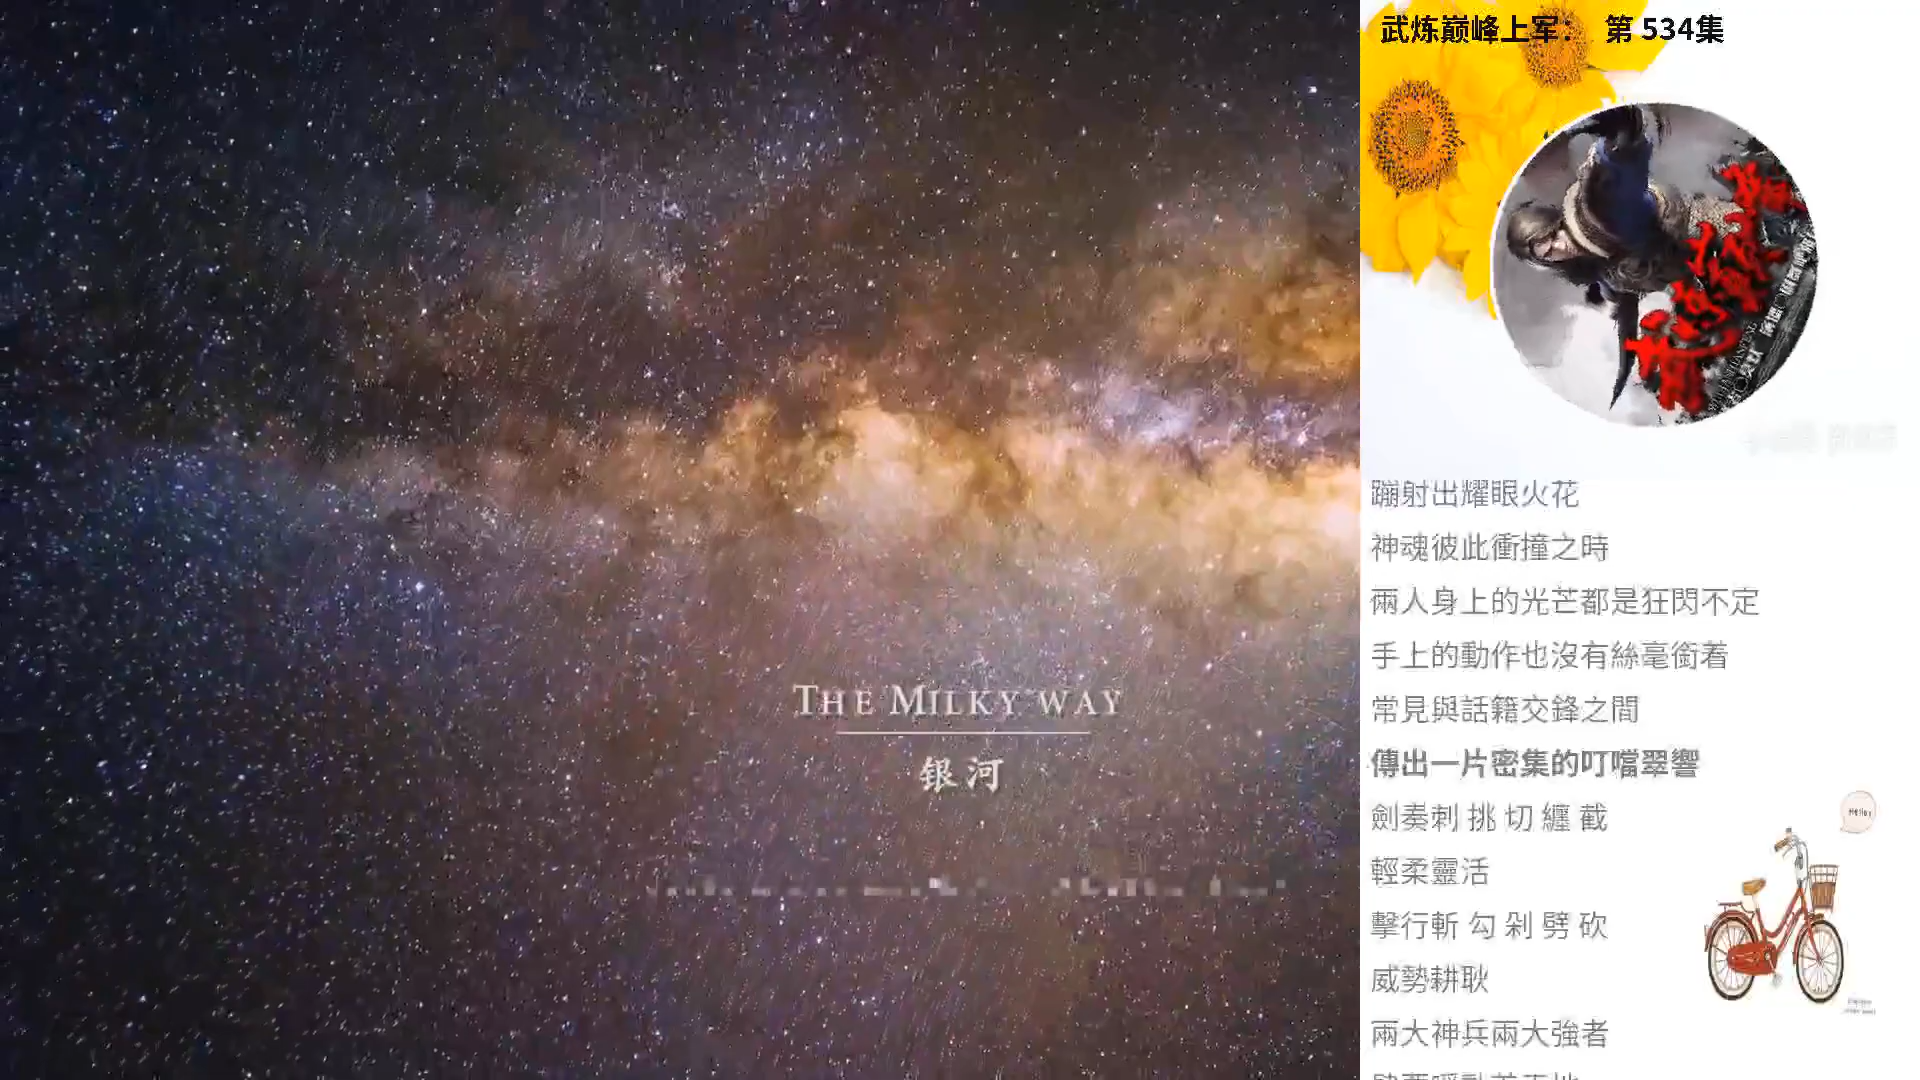 武炼巅峰上军： 第 534集
THE MILKY WAY
银河
蹦射出耀眼火花
神魂彼此衝撞之時
兩人身上的光芒都是狂閃不定
手上的動作也沒有絲毫銜着
常見與話籍交鋒之間
傳出一片密集的叮噹翠響
劍奏刺 挑 切 纏 截
輕柔靈活
擊行斬 勾 剁 劈 砍
威勢耕耿
兩大神兵兩大強者
Hello!